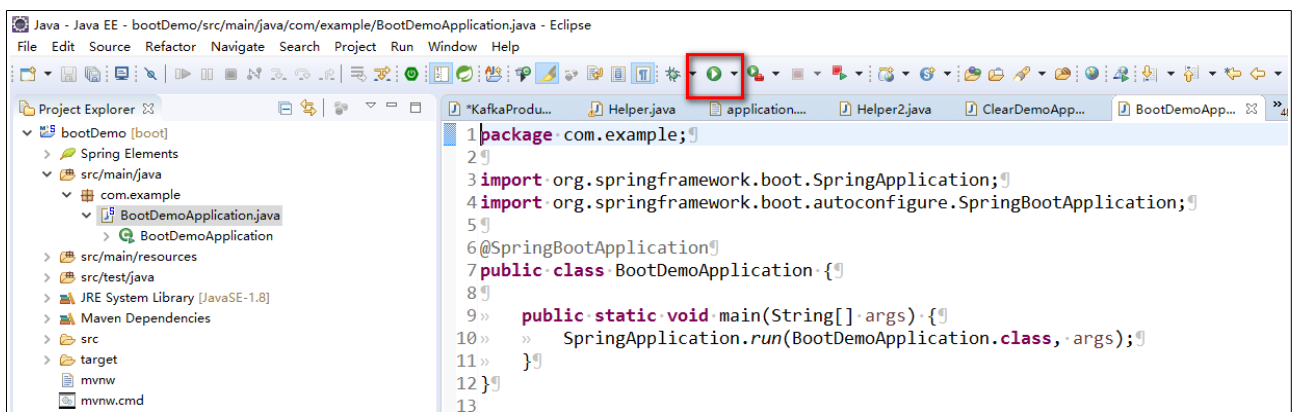 Java - Java EE - bootDemo/src/main/java/com/example/BootDemoApplication.java - Eclipse
File Edit Source Refactor Navigate Search Project Run Window Help
Project Explorer
*KafkaProdu... Helper.java application.... Helper2.java ClearDemoApp... BootDemoApp...
bootDemo [boot]
Spring Elements
src/main/java
com.example
BootDemoApplication.java
BootDemoApplication
src/main/resources
src/test/java
JRE System Library [JavaSE-1.8]
Maven Dependencies
src
target
mvnw
mvnw.cmd
1 package com.example;
2
3 import org.springframework.boot.SpringApplication;
4 import org.springframework.boot.autoconfigure.SpringBootApplication;
5
6 @SpringBootApplication
7 public class BootDemoApplication {
8
9 public static void main(String[] args) {
10 SpringApplication.run(BootDemoApplication.class, args);
11 }
12 }
13